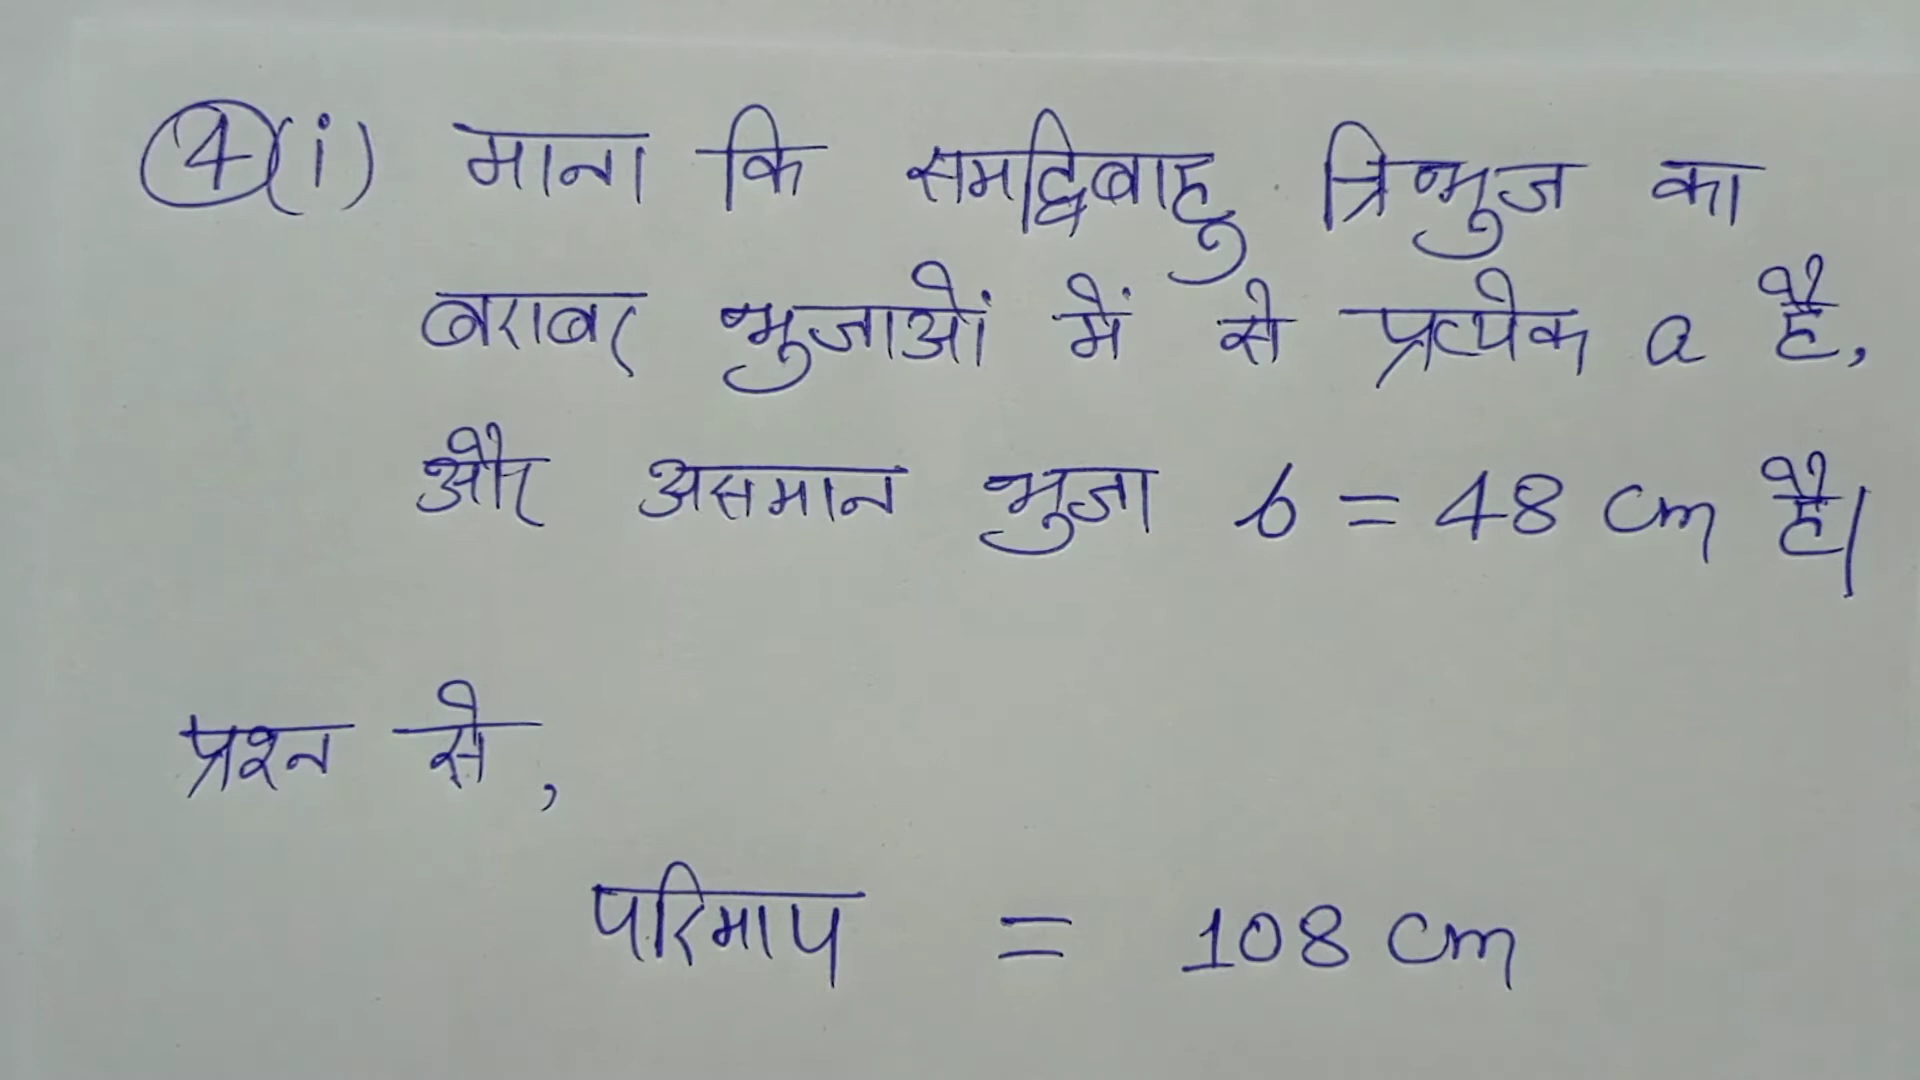 4(i) माना कि समद्विबाहु त्रिभुज का
बराबर भुजाओं में से प्रत्येक a है,
और असमान भुजा b = 48 cm है।
प्रश्न से,
परिमाप = 108 cm